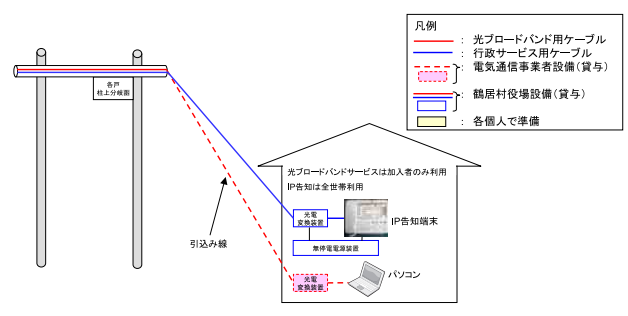 凡例
: 光ブロードバンド用ケーブル
: 行政サービス用ケーブル
: 電気通信事業者設備(貸与)
: 鶴居村役場設備(貸与)
: 各個人で準備
各戸
柱上分岐函
光ブロードバンドサービスは加入者のみ利用
IP告知は全世帯利用
光電
変換装置
IP告知端末
引込み線
無停電電源装置
光電
変換装置
パソコン